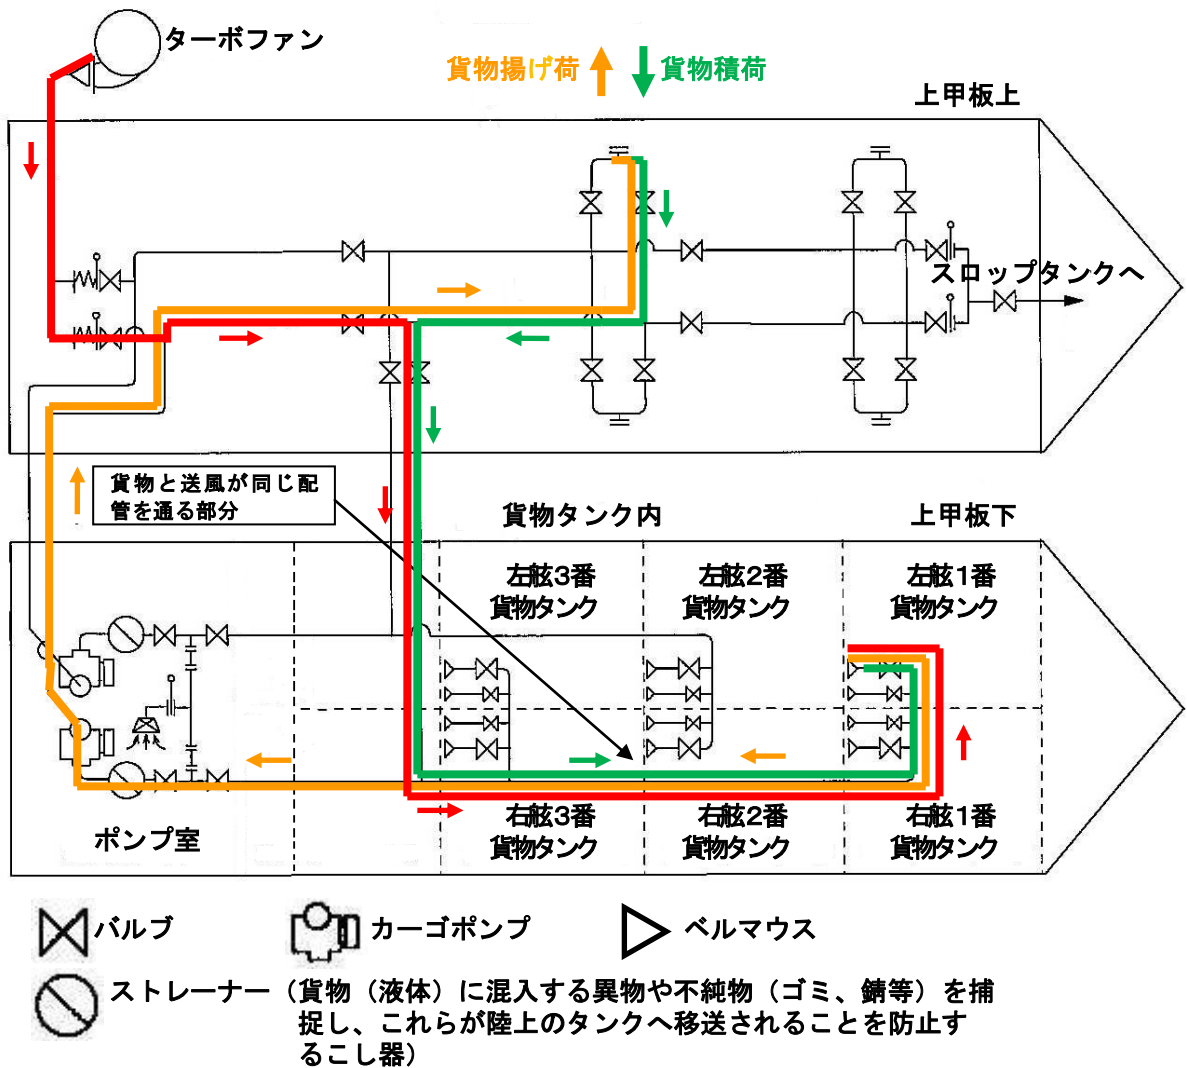 ターボファン
貨物揚げ荷
貨物積荷
上甲板上
スロップタンクへ
貨物と送風が同じ配
管を通る部分
貨物タンク内
上甲板下
左舷3番
貨物タンク
左舷2番
貨物タンク
左舷1番
貨物タンク
ポンプ室
右舷3番
貨物タンク
右舷2番
貨物タンク
右舷1番
貨物タンク
バルブ
カーゴポンプ
ベルマウス
ストレーナー（貨物（液体）に混入する異物や不純物（ゴミ、錆等）を捕
捉し、これらが陸上のタンクへ移送されることを防止す
るこし器）